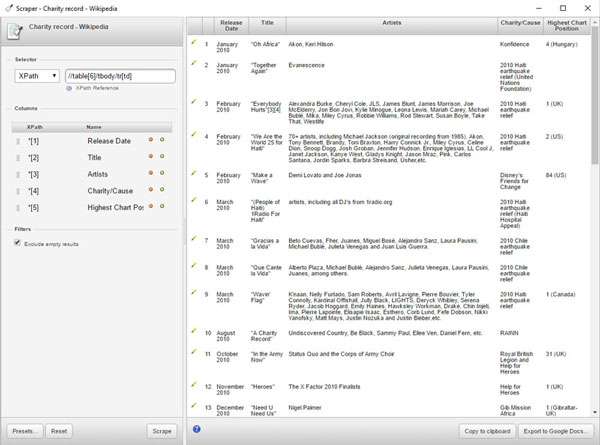 Scraper - Charity record - Wikipedia
Charity record - Wikipedia
Selector
XPath
//table[6]/tbody/tr[td]
XPath Reference
Columns
XPath Name
*[1] Release Date
*[2] Title
*[3] Artists
*[4] Charity/Cause
*[5] Highest Chart Pos
Filters
Exclude empty results
Presets... Reset Scrape
Release Date Title Artists Charity/Cause Highest Chart Position
1 January 2010 "Oh Africa" Akon, Keri Hilson Konfidence 4 (Hungary)
2 January 2010 "Together Again" Evanescence 2010 Haiti earthquake relief (United Nations Foundation)
3 February 2010 "Everybody Hurts"[3][4] Alexandra Burke, Cheryl Cole, JLS, James Blunt, James Morrison, Joe McElderry, Jon Bon Jovi, Kylie Minogue, Leona Lewis, Mariah Carey, Michael Bublé, Mika, Miley Cyrus, Robbie Williams, Rod Stewart, Susan Boyle, Take That, Westlife 2010 Haiti earthquake relief 1 (UK)
4 February 2010 "We Are the World 25 for Haiti" 70+ artists, including Michael Jackson (original recording from 1985), Akon, Tony Bennett, Brandy, Toni Braxton, Harry Connick Jr., Miley Cyrus, Celine Dion, Snoop Dogg, Josh Groban, Jennifer Hudson, Enrique Iglesias, LL Cool J, Janet Jackson, Kanye West, Gladys Knight, Jason Mraz, Pink, Carlos Santana, Jordin Sparks, Barbra Streisand, Usher,etc. 2010 Haiti earthquake relief 2 (US)
5 February 2010 "Make a Wave" Demi Lovato and Joe Jonas Disney's Friends for Change 84 (US)
6 March 2010 "(People of Haiti) 1Radio For Haiti" artists, including all DJ's from 1radio.org 2010 Haiti earthquake relief (Haiti Hospital Appeal)
7 March 2010 "Gracias a la Vida" Beto Cuevas, Fher, Juanes, Miguel Bosé, Alejandro Sanz, Laura Pausini, Michael Bublé, Julieta Venegas and Juan Luis Guerra. 2010 Chile earthquake relief
8 March 2010 "Que Cante la Vida" Alberto Plaza, Michael Bublé, Alejandro Sanz, Julieta Venegas, Laura Pausini, Juanes, among others. 2010 Chile earthquake relief
9 March 2010 "Wavin' Flag" K'naan, Nelly Furtado, Sam Roberts, Avril Lavigne, Pierre Bouvier, Tyler Connolly, Kardinal Offishall, Jully Black, LIGHTS, Deryck Whibley, Serena Ryder, Jacob Hoggard, Emily Haines, Hawksley Workman, Drake, Chin Injeti, Ima, Pierre Lapointe, Elisapie Isaac, Esthero, Corb Lund, Fefe Dobson, Nikki Yanofsky, Matt Mays, Justin Nozuka and Justin Bieber,etc. 2010 Haiti earthquake relief 1 (Canada)
10 August 2010 "A Charity Record" Undiscovered Country, Be Black, Sammy Paul, Ellee Ven, Daniel Fern, etc. RAINN
11 October 2010 "In the Army Now" Status Quo and the Corps of Army Choir Royal British Legion and Help for Heroes 31 (UK)
12 November 2010 "Heroes" The X Factor 2010 Finalists Help for Heroes 1 (UK)
13 December 2010 "Need U Need Us" Nigel Palmer Gib Mission Africa 1 (Gibraltar- UK)
Copy to clipboard Export to Google Docs...